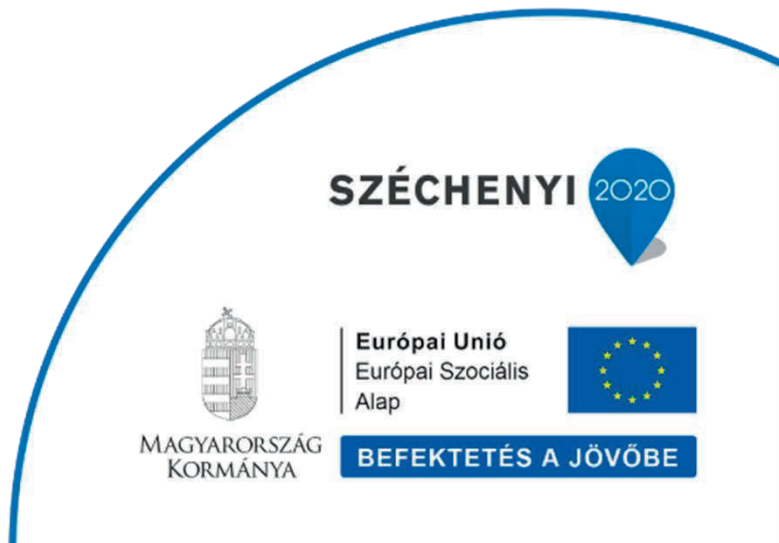 SZÉCHENYI 2020
Európai Unió
Európai Szociális
Alap
MAGYARORSZÁG
KORMÁNYA
BEFEKTETÉS A JÖVŐBE